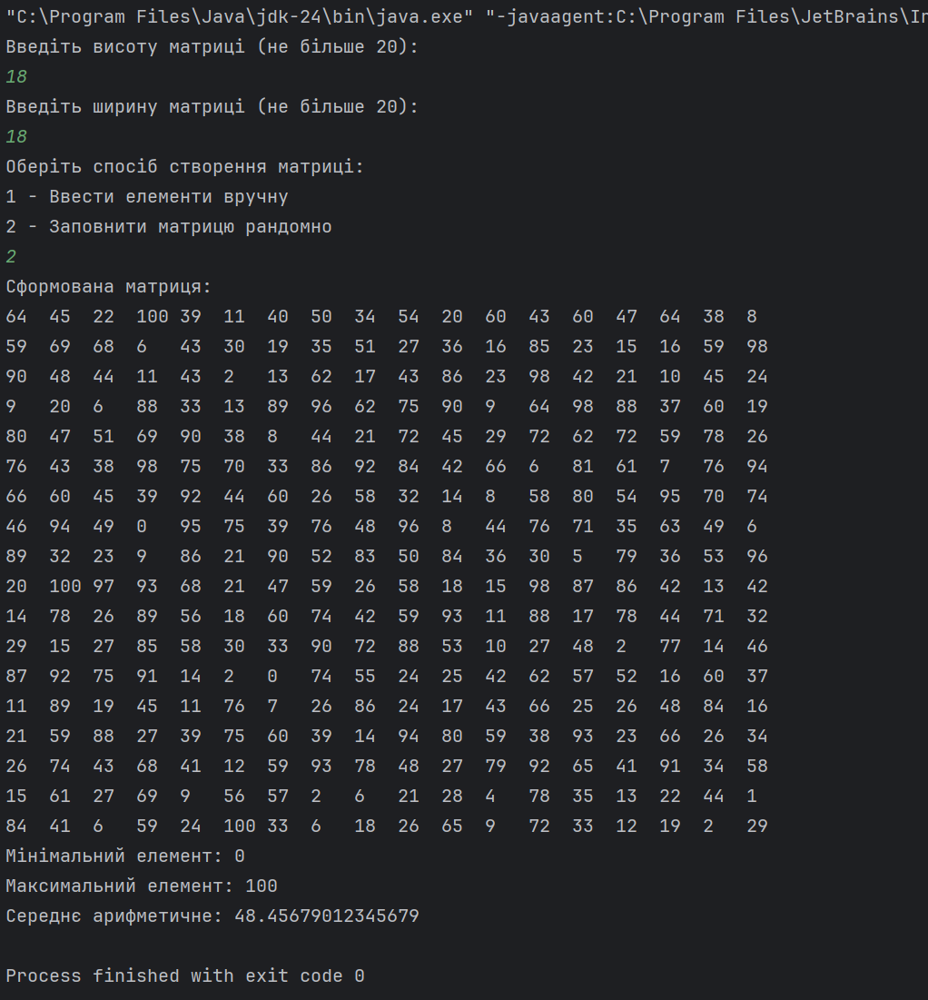 "C:\Program Files\Java\jdk-24\bin\java.exe" "-javaagent:C:\Program Files\JetBrains\In
Введіть висоту матриці (не більше 20):
18
Введіть ширину матриці (не більше 20):
18
Оберіть спосіб створення матриці:
1 - Ввести елементи вручну
2 - Заповнити матрицю рандомно
2
Сформована матриця:
64 45 22 100 39 11 40 50 34 54 20 60 43 60 47 64 38 8
59 69 68 6 43 30 19 35 51 27 36 16 85 23 15 16 59 98
90 48 44 11 43 2 13 62 17 43 86 23 98 42 21 10 45 24
9 20 6 88 33 13 89 96 62 75 90 9 64 98 88 37 60 19
80 47 51 69 90 38 8 44 21 72 45 29 72 62 72 59 78 26
76 43 38 98 75 70 33 86 92 84 42 66 6 81 61 7 76 94
66 60 45 39 92 44 60 26 58 32 14 8 58 80 54 95 70 74
46 94 49 0 95 75 39 76 48 96 8 44 76 71 35 63 49 6
89 32 23 9 86 21 90 52 83 50 84 36 30 5 79 36 53 96
20 100 97 93 68 21 47 59 26 58 18 15 98 87 86 42 13 42
14 78 26 89 56 18 60 74 42 59 93 11 88 17 78 44 71 32
29 15 27 85 58 30 33 90 72 88 53 10 27 48 2 77 14 46
87 92 75 91 14 2 0 74 55 24 25 42 62 57 52 16 60 37
11 89 19 45 11 76 7 26 86 24 17 43 66 25 26 48 84 16
21 59 88 27 39 75 60 39 14 94 80 59 38 93 23 66 26 34
26 74 43 68 41 12 59 93 78 48 27 79 92 65 41 91 34 58
15 61 27 69 9 56 57 2 6 21 28 4 78 35 13 22 44 1
84 41 6 59 24 100 33 6 18 26 65 9 72 33 12 19 2 29
Мінімальний елемент: 0
Максимальний елемент: 100
Середнє арифметичне: 48.45679012345679
Process finished with exit code 0